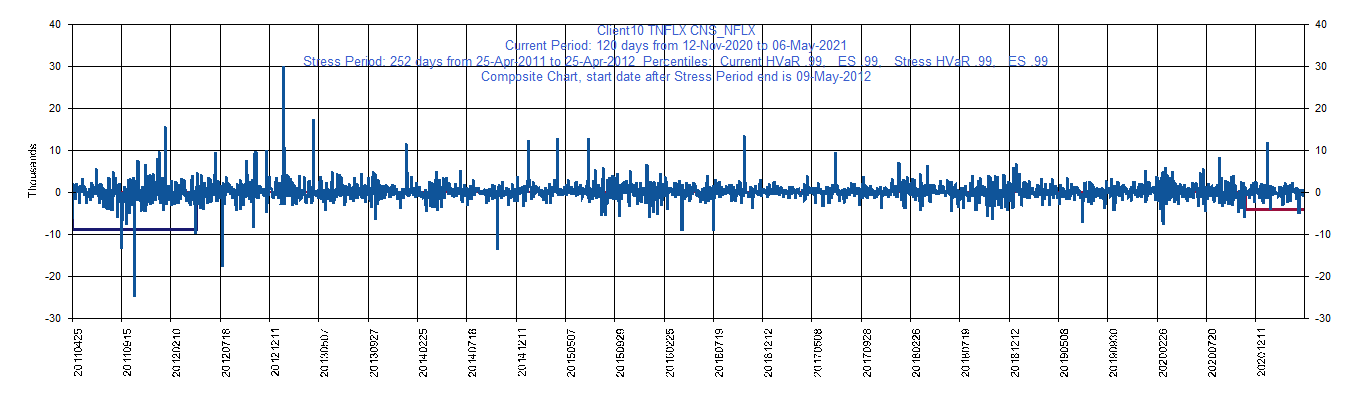 Client10 TNFLX CNS_NFLX
Current Period: 120 days from 12-Nov-2020 to 06-May-2021
Stress Period: 252 days from 25-Apr-2011 to 25-Apr-2012 Percentiles: Current HVaR .99, ES .99, Stress HVaR .99, ES .99
Composite Chart, start date after Stress Period end is 09-May-2012
40 40
30 30
20 20
10 10
0 0
-10 -10
-20 -20
-30 -30
Thousands
20110425 20110915 20120210 20120718 20121211 20130507 20130927 20140225 20140718 20141211 20150507 20150929 20160225 20160719 20161212 20170508 20170928 20180226 20180719 20181212 20190508 20190930 20200226 20200720 20201211